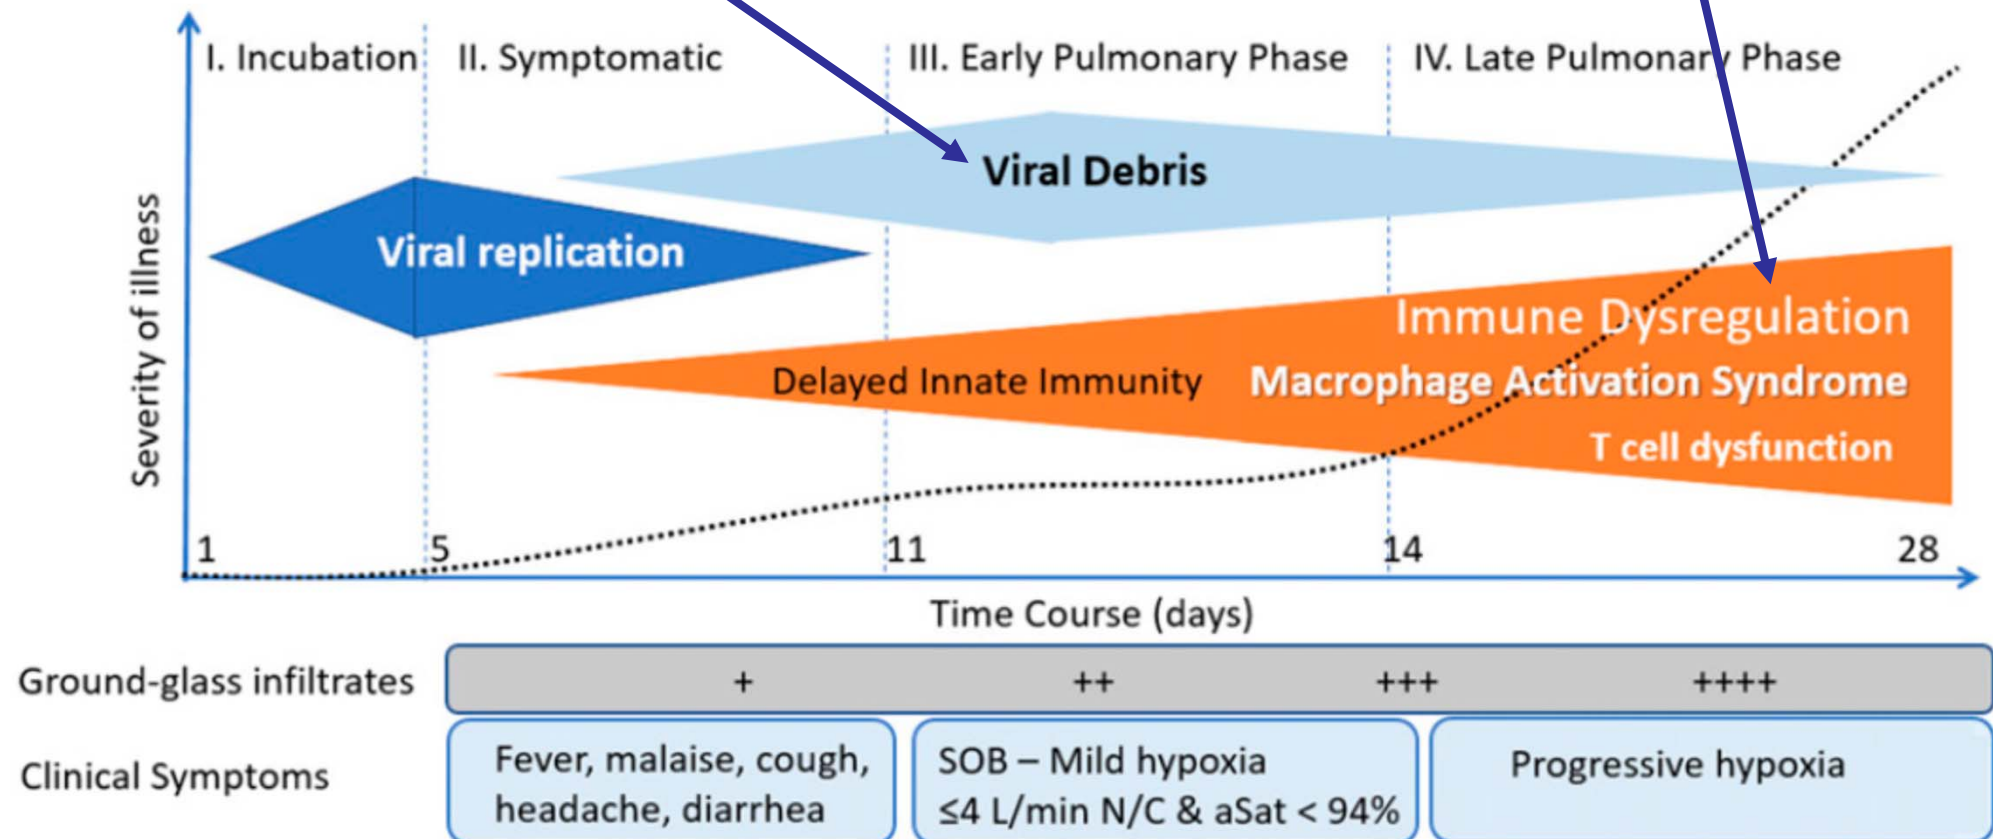 I. Incubation
II. Symptomatic
III. Early Pulmonary Phase
IV. Late Pulmonary Phase
Viral Debris
Viral replication
Severity of illness
Immune Dysregulation
Delayed Innate Immunity
Macrophage Activation Syndrome
T cell dysfunction
1
5
11
14
28
Time Course (days)
Ground-glass infiltrates
+
++
+++
++++
Clinical Symptoms
Fever, malaise, cough,
headache, diarrhea
SOB – Mild hypoxia
≤4 L/min N/C & aSat < 94%
Progressive hypoxia